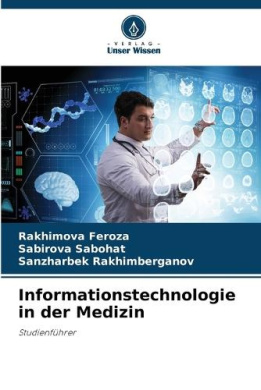 VERLAG
Unser Wissen
Rakhimova Feroza
Sabirova Sabohat
Sanzharbek Rakhimberganov
Informationstechnologie
in der Medizin
Studienführer